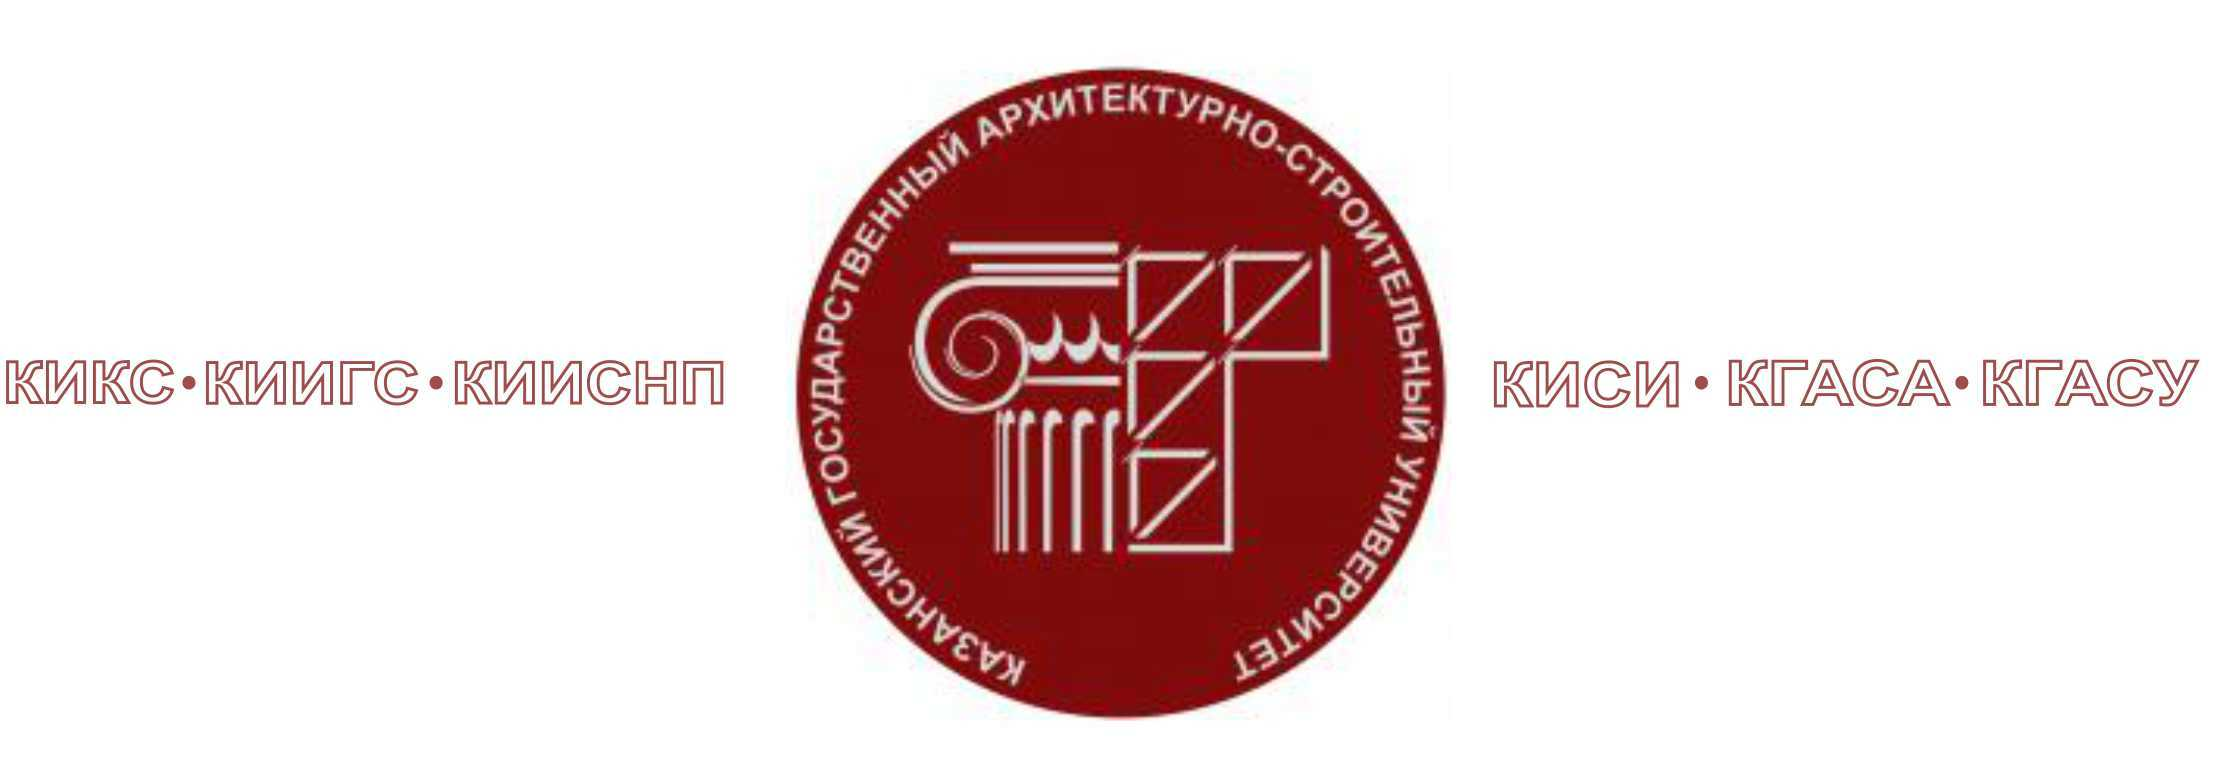 КИКС•КИИГС•КИИСНП
КАЗАНСКИЙ ГОСУДАРСТВЕННЫЙ АРХИТЕКТУРНО-СТРОИТЕЛЬНЫЙ УНИВЕРСИТЕТ
КИСИ • КГАСА•КГАСУ